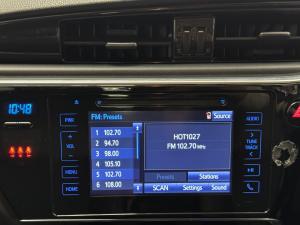 10:48
FM: Presets
Source
PWR
AUDIO
1 102.70
2 94.70
3 98.00
4 105.10
5 102.70
6 108.00
HOT1027
FM 102.70 MHz
VOL
TUNE
TRACK
MENU
HOME
Presets
Stations
SCAN
Settings
Sound